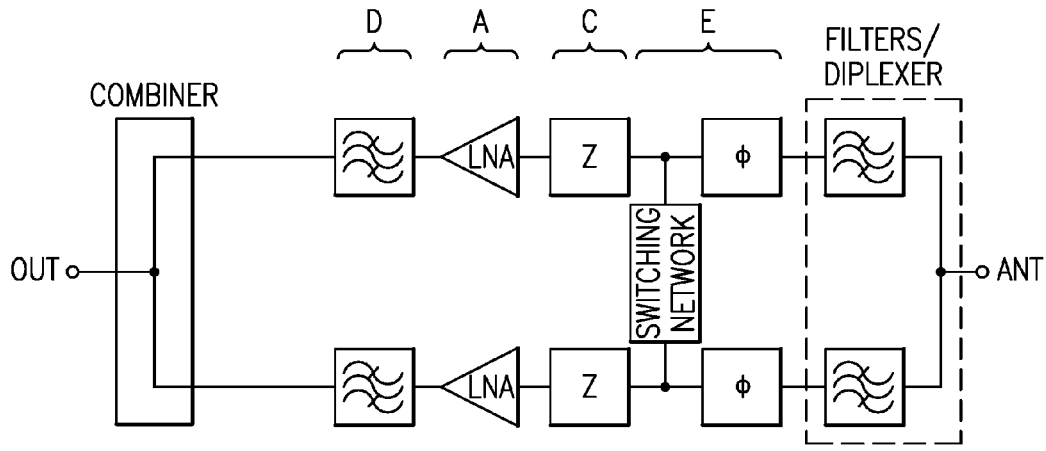 D
A
C
E
FILTERS/
DIPLEXER
COMBINER
LNA
Z
ϕ
SWITCHING
NETWORK
OUT
ANT
LNA
Z
ϕ